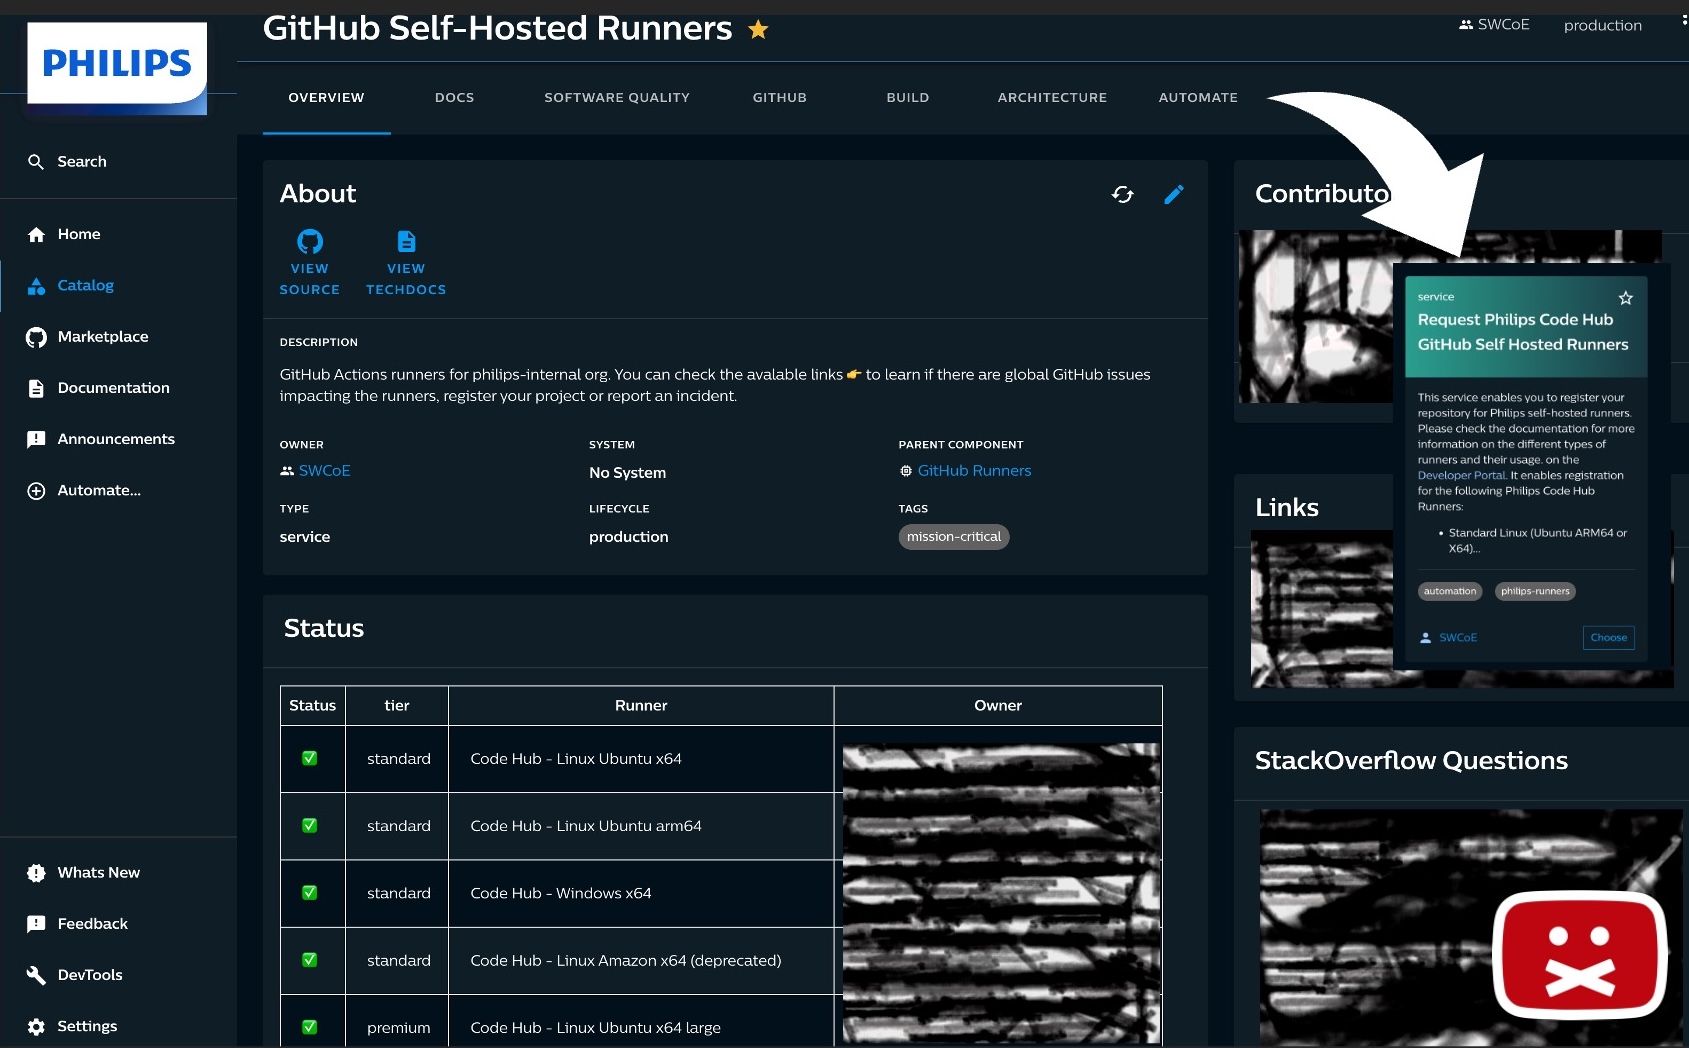 GitHub Self-Hosted Runners
SWCoE
production
PHILIPS
OVERVIEW
DOCS
SOFTWARE QUALITY
GITHUB
BUILD
ARCHITECTURE
AUTOMATE
Search
Home
Catalog
Marketplace
Documentation
Announcements
Automate...
Whats New
Feedback
DevTools
Settings
About
VIEW
SOURCE
VIEW
TECHDOCS
DESCRIPTION
GitHub Actions runners for philips-internal org. You can check the avalable links 👉 to learn if there are global GitHub issues
impacting the runners, register your project or report an incident.
OWNER
SWCoE
SYSTEM
No System
PARENT COMPONENT
GitHub Runners
TYPE
service
LIFECYCLE
production
TAGS
mission-critical
Status
Status tier Runner Owner
✅ standard Code Hub - Linux Ubuntu x64
✅ standard Code Hub - Linux Ubuntu arm64
✅ standard Code Hub - Windows x64
✅ standard Code Hub - Linux Amazon x64 (deprecated)
✅ premium Code Hub - Linux Ubuntu x64 large
Contributo
service
Request Philips Code Hub
GitHub Self Hosted Runners
This service enables you to register your
repository for Philips self-hosted runners.
Please check the documentation for more
information on the different types of
runners and their usage. on the
Developer Portal. It enables registration
for the following Philips Code Hub
Runners:
• Standard Linux (Ubuntu ARM64 or
X64)...
automation
philips-runners
SWCoE
Choose
Links
StackOverflow Questions